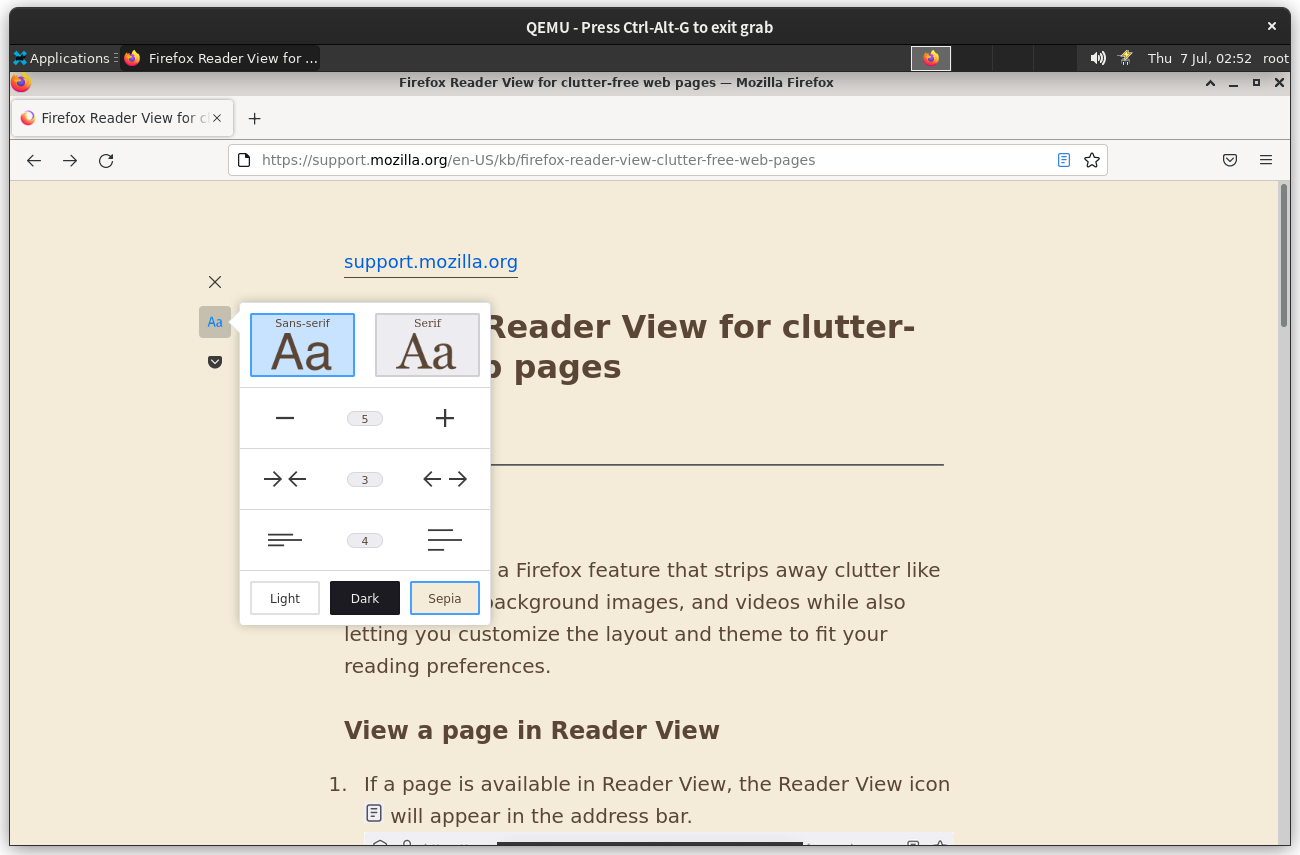 QEMU - Press Ctrl-Alt-G to exit grab
Applications
Firefox Reader View for ...
Thu 7 Jul, 02:52 root
Firefox Reader View for clutter-free web pages — Mozilla Firefox
Firefox Reader View for cl
https://support.mozilla.org/en-US/kb/firefox-reader-view-clutter-free-web-pages
support.mozilla.org
Aa
Sans-serif
Aa
Serif
Aa
Reader View for clutter-
pages
5
3
4
Light
Dark
Sepia
a Firefox feature that strips away clutter like
background images, and videos while also
letting you customize the layout and theme to fit your
reading preferences.
View a page in Reader View
1. If a page is available in Reader View, the Reader View icon
will appear in the address bar.